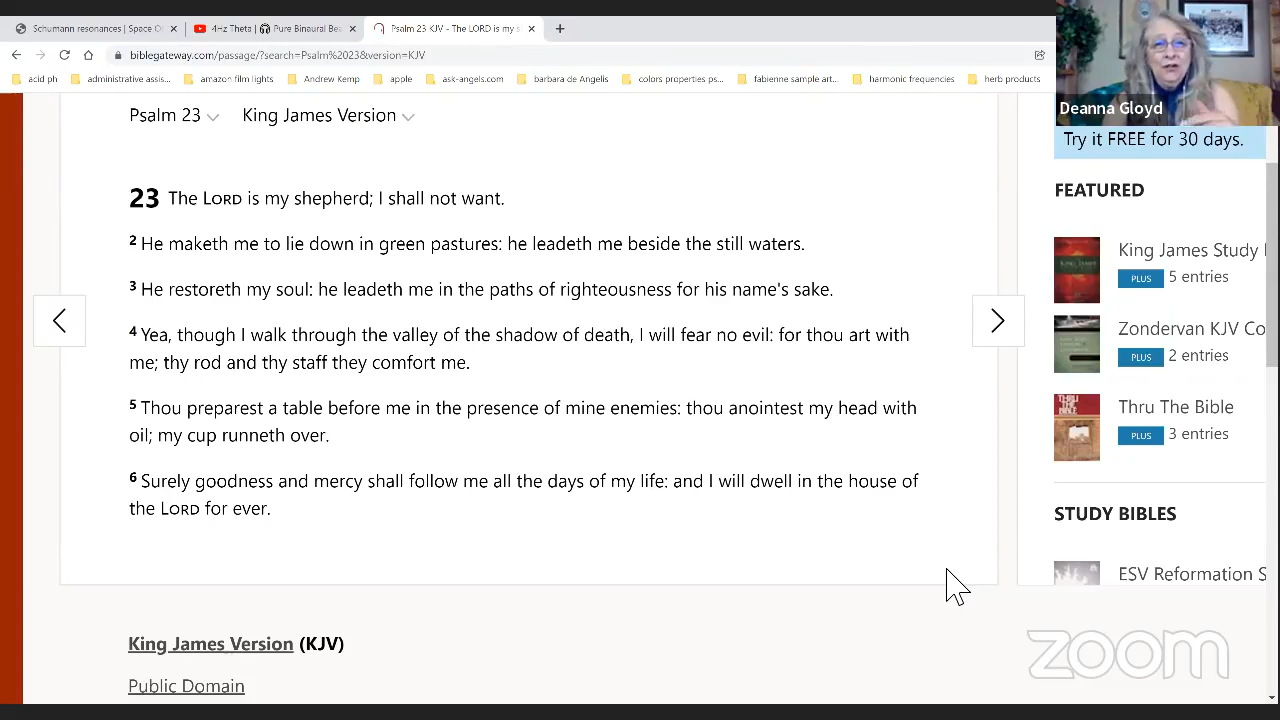 Schumann resonances | Space O
4Hz Theta
Pure Binaural Be
Psalm 23 KJV - The LORD is my s
biblegateway.com/passage/?search=Psalm%2023&version=KJV
acid ph
administrative assis...
amazon film lights
Andrew Kemp
apple
ask-angels.com
barbara de Angelis
colors properties ps...
fabienne sample art...
harmonic frequencies
herb products
Deanna Gloyd
Psalm 23 King James Version
Try it FREE for 30 days.
23 The LORD is my shepherd; I shall not want.
2 He maketh me to lie down in green pastures: he leadeth me beside the still waters.
3 He restoreth my soul: he leadeth me in the paths of righteousness for his name's sake.
4 Yea, though I walk through the valley of the shadow of death, I will fear no evil: for thou art with
me; thy rod and thy staff they comfort me.
5 Thou preparest a table before me in the presence of mine enemies: thou anointest my head with
oil; my cup runneth over.
6 Surely goodness and mercy shall follow me all the days of my life: and I will dwell in the house of
the LORD for ever.
King James Version (KJV)
Public Domain
FEATURED
King James Study
PLUS 5 entries
Zondervan KJV Co
PLUS 2 entries
THRU THE BIBLE
Thru The Bible
PLUS 3 entries
STUDY BIBLES
ESV Reformation S
zoom